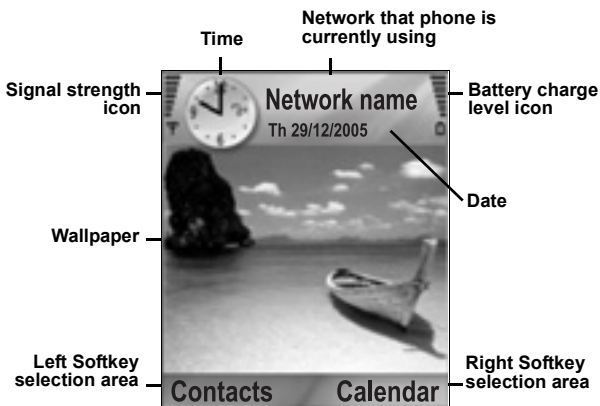 Network that phone is
currently using
Time
Signal strength
icon
Battery charge
level icon
Network name
Th 29/12/2005
Date
Wallpaper
Left Softkey
selection area
Right Softkey
selection area
Contacts
Calendar